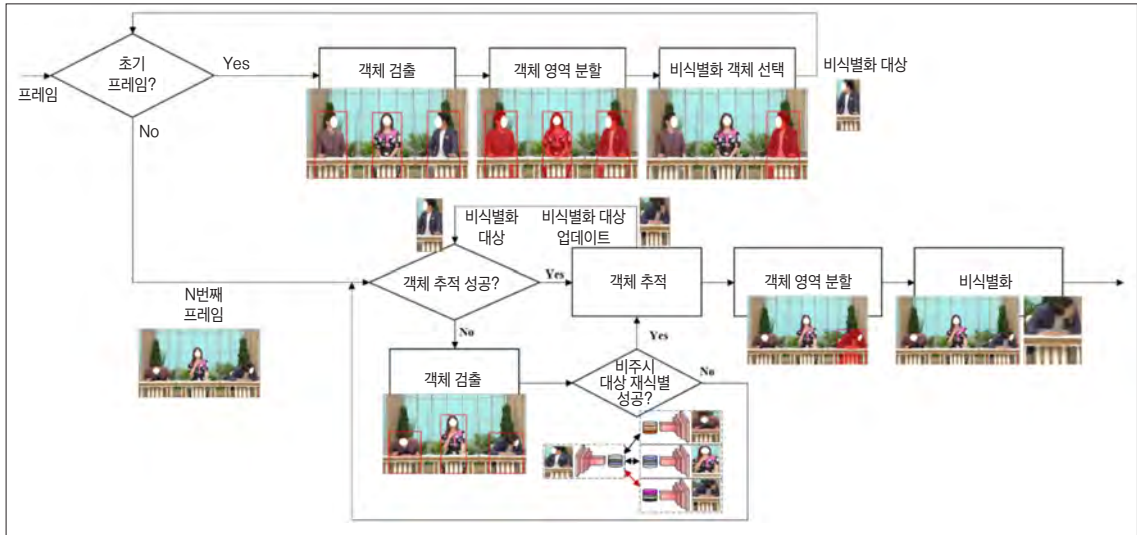 프레임
초기
프레임?
Yes
No
객체 검출
객체 영역 분할
비식별화 객체 선택
비식별화 대상
N번째
프레임
비식별화
대상
비식별화 대상
업데이트
객체 추적 성공?
Yes
No
객체 추적
객체 영역 분할
비식별화
객체 검출
비주시
대상 재식별
성공?
Yes
No